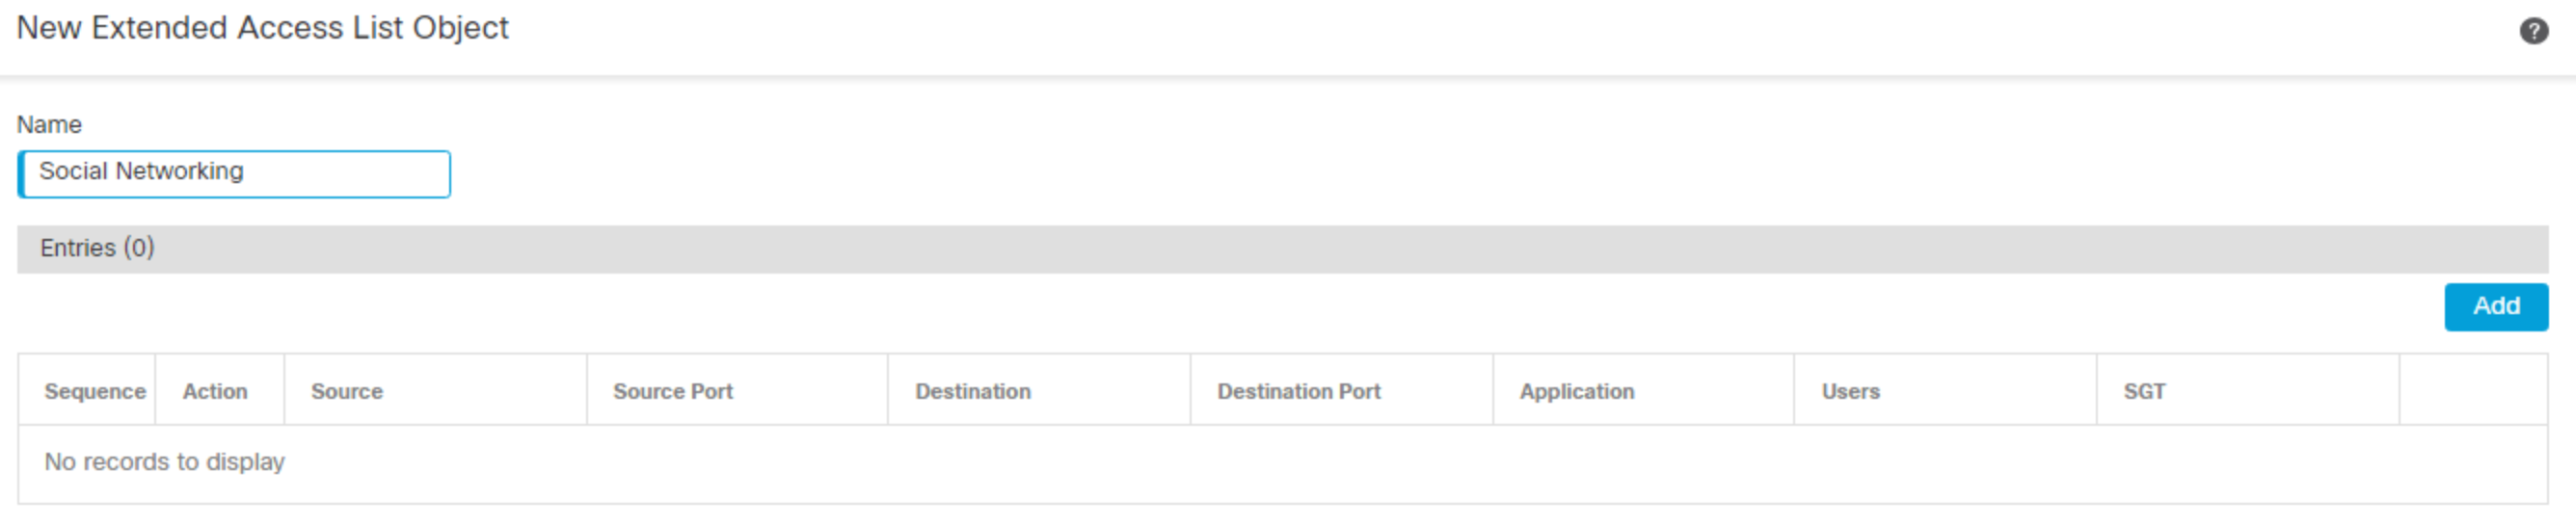 New Extended Access List Object
?
Name
Social Networking
Entries (0)
Add
Sequence Action Source Source Port Destination Destination Port Application Users SGT
No records to display